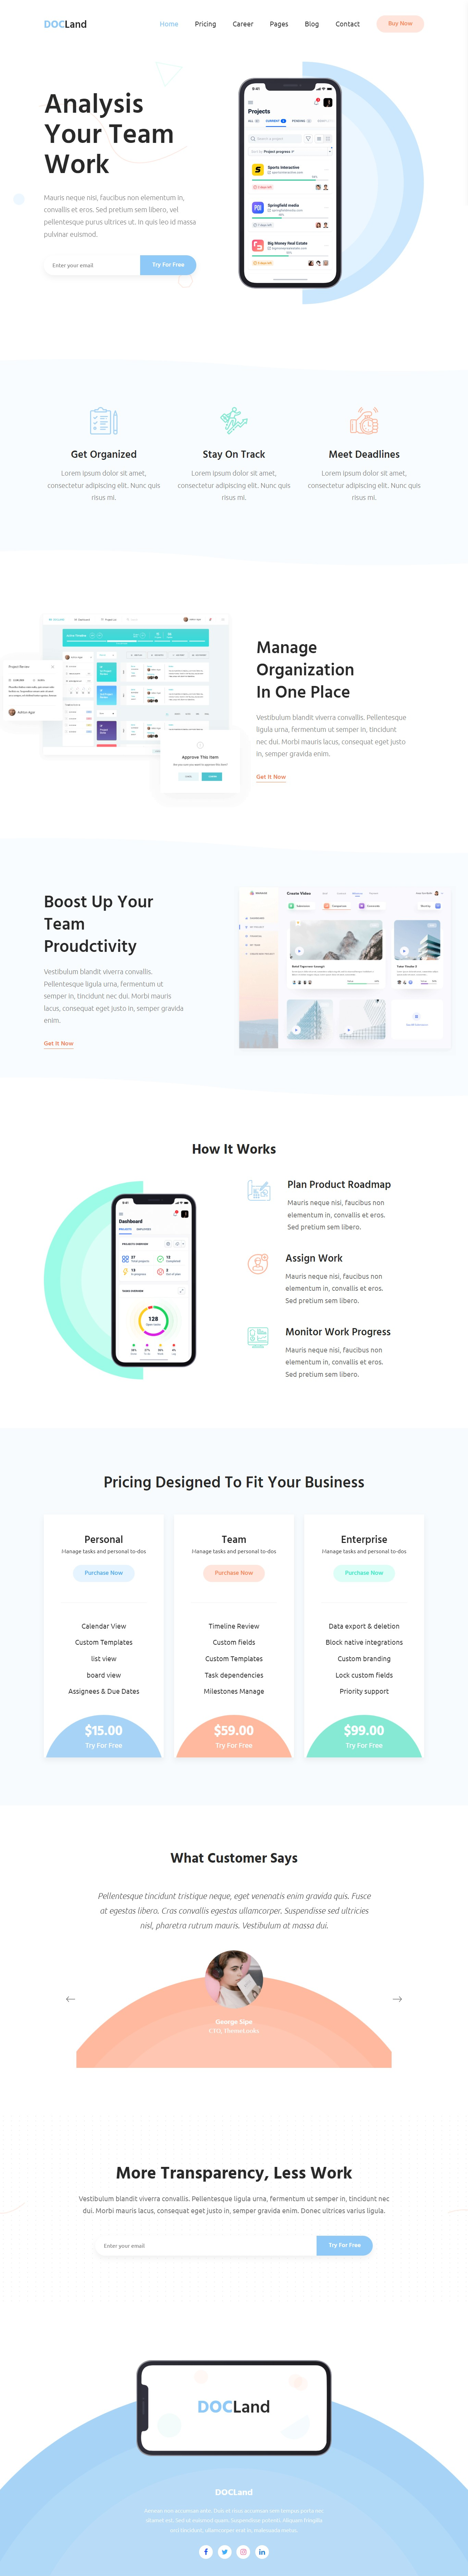 DOCLand
Home Pricing Career Pages Blog Contact Buy Now
Analysis
Your Team
Work
Mauris neque nisi, faucibus non elementum in,
convallis et eros. Sed pretium sem libero, vel
pellentesque purus ultrices ut. In quis leo id massa
pulvinar euismod.
Enter your email Try For Free
Projects
Sports Interactive
Springfield media
Big Money Real Estate
Get Organized
Lorem ipsum dolor sit amet,
consectetur adipiscing elit. Nunc quis
risus mi.
Stay On Track
Lorem ipsum dolor sit amet,
consectetur adipiscing elit. Nunc quis
risus mi.
Meet Deadlines
Lorem ipsum dolor sit amet,
consectetur adipiscing elit. Nunc quis
risus mi.
Approve This Item
Manage
Organization
In One Place
Vestibulum blandit viverra convallis. Pellentesque
ligula urna, fermentum ut semper in, tincidunt
nec dui. Morbi mauris lacus, consequat eget justo
in, semper gravida enim.
Get It Now
Boost Up Your
Team
Proudctivity
Vestibulum blandit viverra convallis.
Pellentesque ligula urna, fermentum ut
semper in, tincidunt nec dui. Morbi mauris
lacus, consequat eget justo in, semper gravida
enim.
Get It Now
Create Video
How It Works
Dashboard
128
Plan Product Roadmap
Mauris neque nisi, faucibus non
elementum in, convallis et eros.
Sed pretium sem libero.
Assign Work
Mauris neque nisi, faucibus non
elementum in, convallis et eros.
Sed pretium sem libero.
Monitor Work Progress
Mauris neque nisi, faucibus non
elementum in, convallis et eros.
Sed pretium sem libero.
Pricing Designed To Fit Your Business
Personal
Manage tasks and personal to-dos
Purchase Now
Calendar View
Custom Templates
list view
board view
Assignees & Due Dates
$15.00
Try For Free
Team
Manage tasks and personal to-dos
Purchase Now
Timeline Review
Custom fields
Custom Templates
Task dependencies
Milestones Manage
$59.00
Try For Free
Enterprise
Manage tasks and personal to-dos
Purchase Now
Data export & deletion
Block native integrations
Custom branding
Lock custom fields
Priority support
$99.00
Try For Free
What Customer Says
Pellentesque tincidunt tristique neque, eget venenatis enim gravida quis. Fusce
at egestas libero. Cras convallis egestas ullamcorper. Suspendisse sed ultricies
nisl, pharetra rutrum mauris. Vestibulum at massa dui.
George Sipe
More Transparency, Less Work
Vestibulum blandit viverra convallis. Pellentesque ligula urna, fermentum ut semper in, tincidunt nec
dui. Morbi mauris lacus, consequat eget justo in, semper gravida enim. Donec ultrices varius ligula.
Enter your email Try For Free
DOCLand
DOCLand